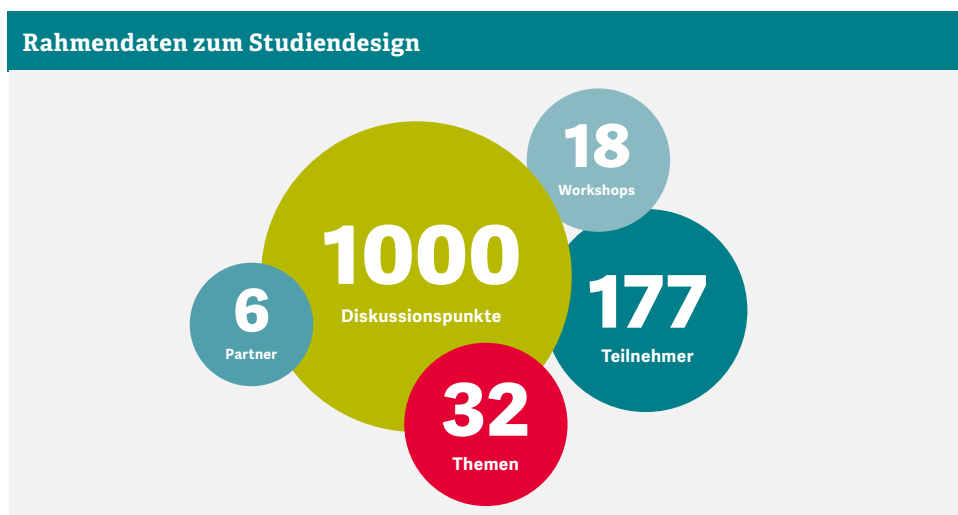 Rahmendaten zum Studiendesign
18
Workshops
1000
Diskussionspunkte
177
Teilnehmer
6
Partner
32
Themen